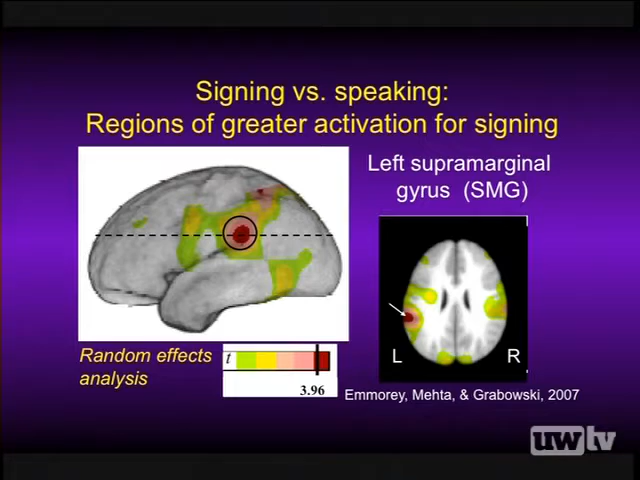 Signing vs. speaking:
Regions of greater activation for signing
Left supramarginal
gyrus (SMG)
L
R
Random effects
analysis
t
3.96
Emmorey, Mehta, & Grabowski, 2007
uwtv